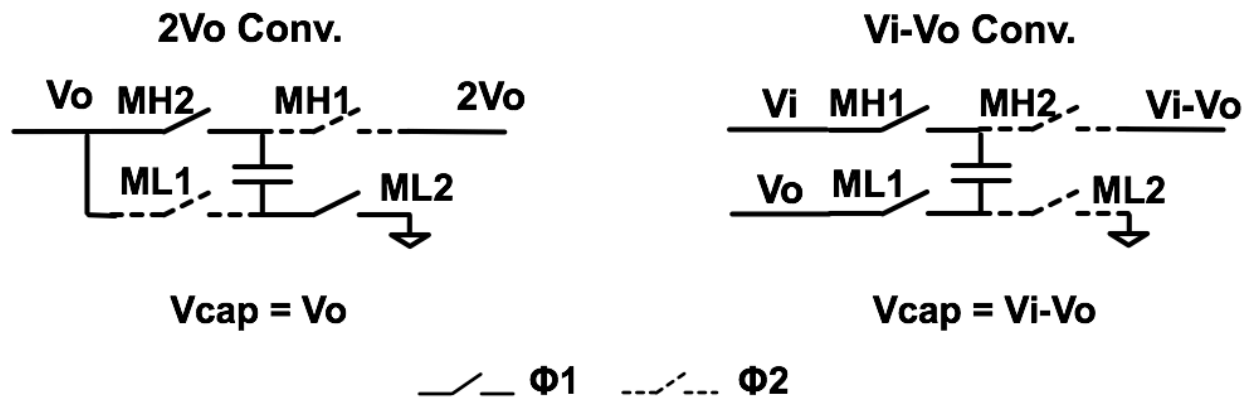 2Vo Conv.
Vo
MH2
MH1
2Vo
ML1
ML2
Vcap = Vo
Vi-Vo Conv.
Vi
MH1
MH2
Vi-Vo
Vo
ML1
ML2
Vcap = Vi-Vo
Φ1
Φ2